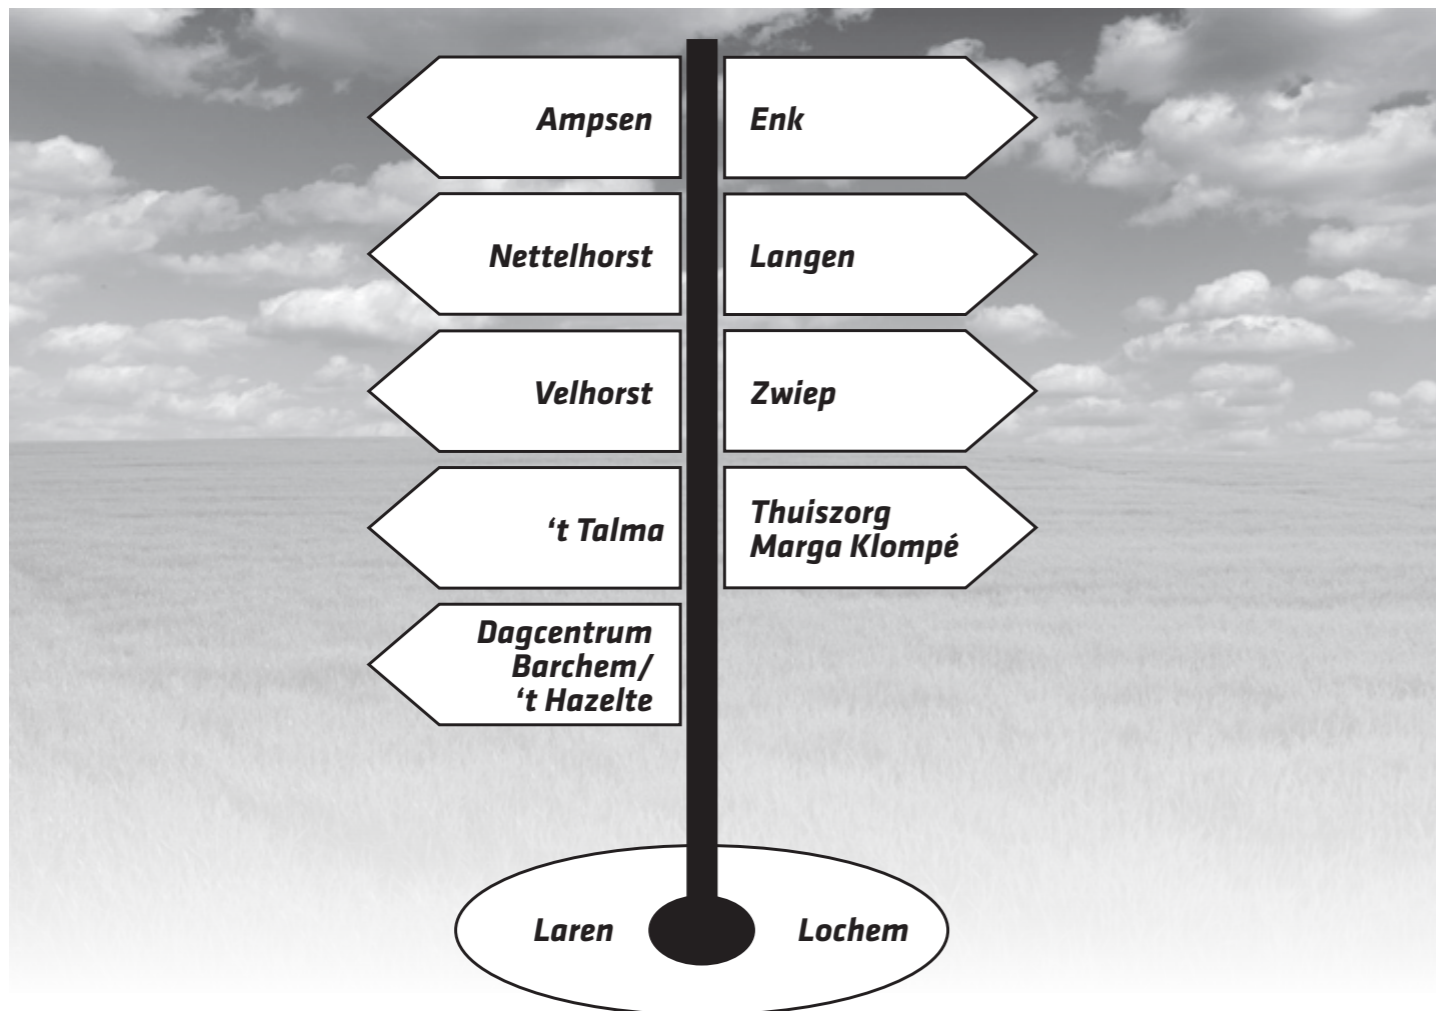 Ampsen
Enk
Nettelhorst
Langen
Velhorst
Zwiep
‘t Talma
Thuiszorg
Marga Klompé
Dagcentrum
Barchem/
‘t Hazelte
Laren
Lochem